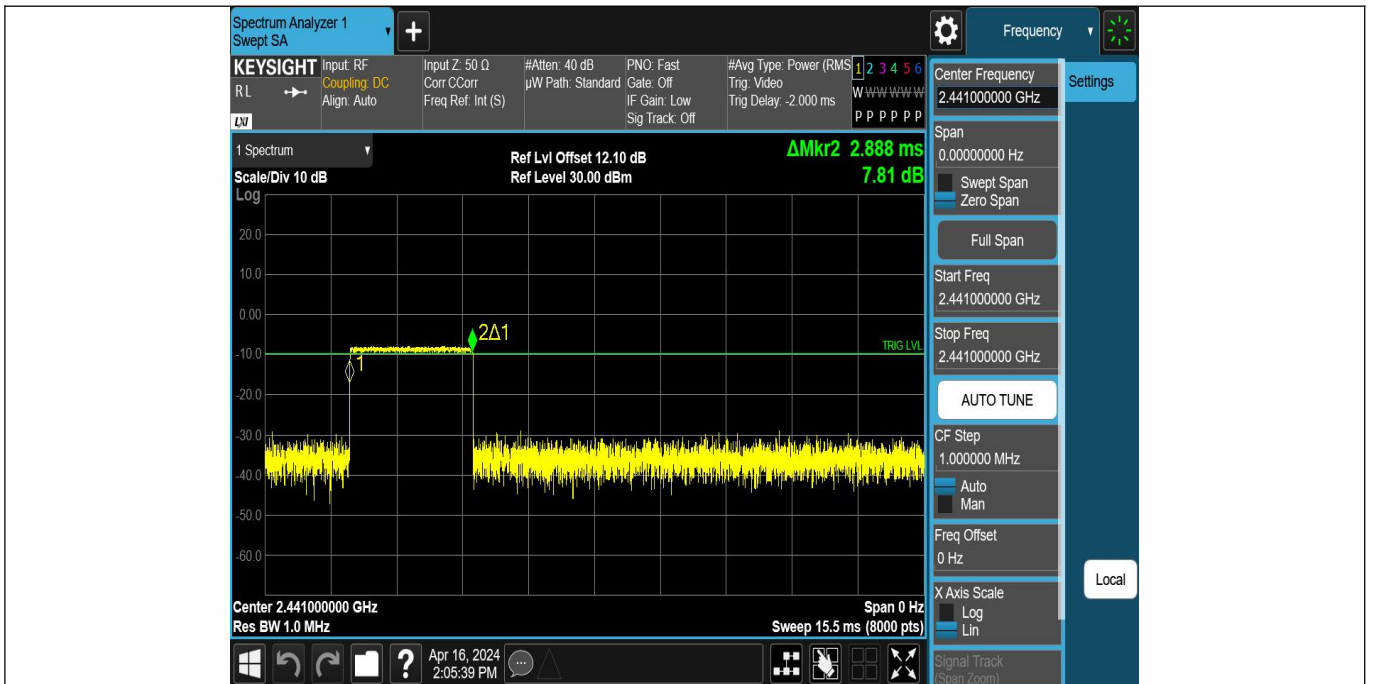 Spectrum Analyzer 1
Swept SA
+
Frequency
KEYSIGHT
RL
LXI
Input: RF
Coupling: DC
Align: Auto
Input Z: 50 Ω
Corr CCorr
Freq Ref: Int (S)
#Atten: 40 dB
µW Path: Standard
PNO: Fast
Gate: Off
IF Gain: Low
Sig Track: Off
#Avg Type: Power (RMS
Trig: Video
Trig Delay: -2.000 ms
1 2 3 4 5 6
W W W W W W
P P P P P P
1 Spectrum
Scale/Div 10 dB
Ref Lvl Offset 12.10 dB
Ref Level 30.00 dBm
ΔMkr2 2.888 ms
7.81 dB
Log
20.0
10.0
0.00
-10.0
-20.0
-30.0
-40.0
-50.0
-60.0
2Δ1
1
TRIG LVL
Center 2.441000000 GHz
Res BW 1.0 MHz
Span 0 Hz
Sweep 15.5 ms (8000 pts)
Center Frequency
2.441000000 GHz
Settings
Span
0.00000000 Hz
Swept Span
Zero Span
Full Span
Start Freq
2.441000000 GHz
Stop Freq
2.441000000 GHz
AUTO TUNE
CF Step
1.000000 MHz
Auto
Man
Freq Offset
0 Hz
X Axis Scale
Log
Lin
Signal Track
(Span Zoom)
Local
?
Apr 16, 2024
2:05:39 PM